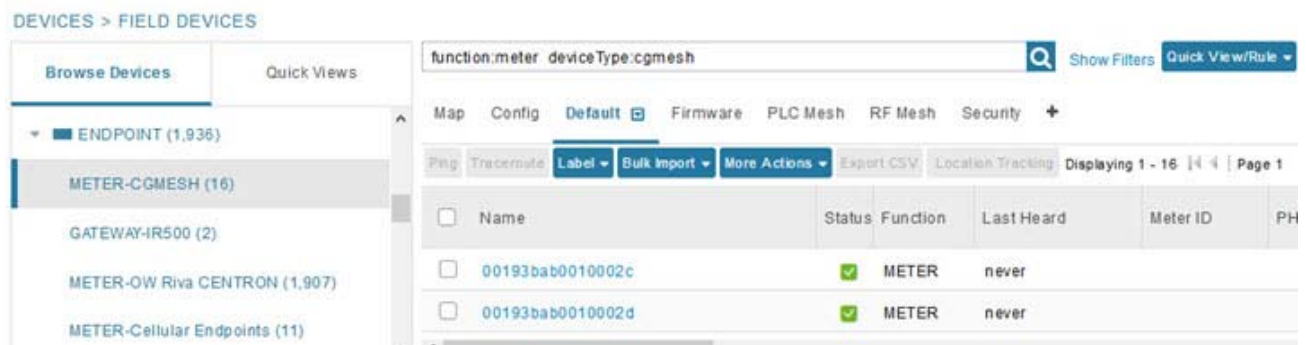 DEVICES > FIELD DEVICES
Browse Devices
Quick Views
ENDPOINT (1,936)
METER-CGMESH (16)
GATEWAY-IR500 (2)
METER-OW Riva CENTRON (1,907)
METER-Cellular Endpoints (11)
function:meter deviceType:cgmesh
Show Filters
Quick View/Rule
Map Config Default Firmware PLC Mesh RF Mesh Security +
Ping Traceroute Label Bulk Import More Actions Export CSV Location Tracking Displaying 1 - 16 Page 1
Name Status Function Last Heard Meter ID PH
00193bab0010002c METER never
00193bab0010002d METER never